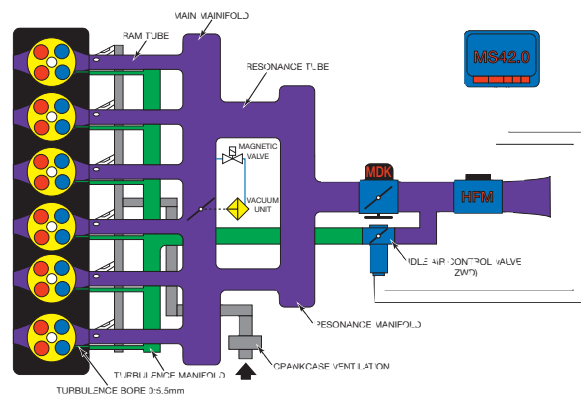 MAIN MAINIFOLD
RAM TUBE
RESONANCE TUBE
MS42.0
MAGNETIC
VALVE
MDK
HFM
VACUUM
UNIT
IDLE AIR CONTROL VALVE
ZWD)
RESONANCE MANIFOLD
CRANKCASE VENTILATION
TURBULENCE MANIFOLD
TURBULENCE BORE 0:5.5mm